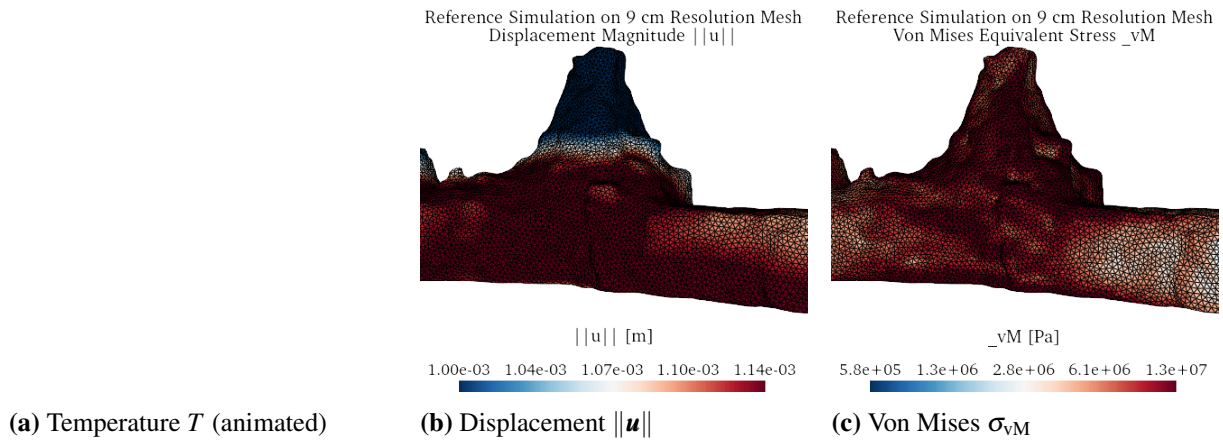 Reference Simulation on 9 cm Resolution Mesh
Displacement Magnitude ||u||
||u|| [m]
1.00e-03 1.04e-03 1.07e-03 1.10e-03 1.14e-03
Reference Simulation on 9 cm Resolution Mesh
Von Mises Equivalent Stress _vM
_vM [Pa]
5.8e+05 1.3e+06 2.8e+06 6.1e+06 1.3e+07
(a) Temperature T (animated)
(b) Displacement ‖u‖
(c) Von Mises σvM